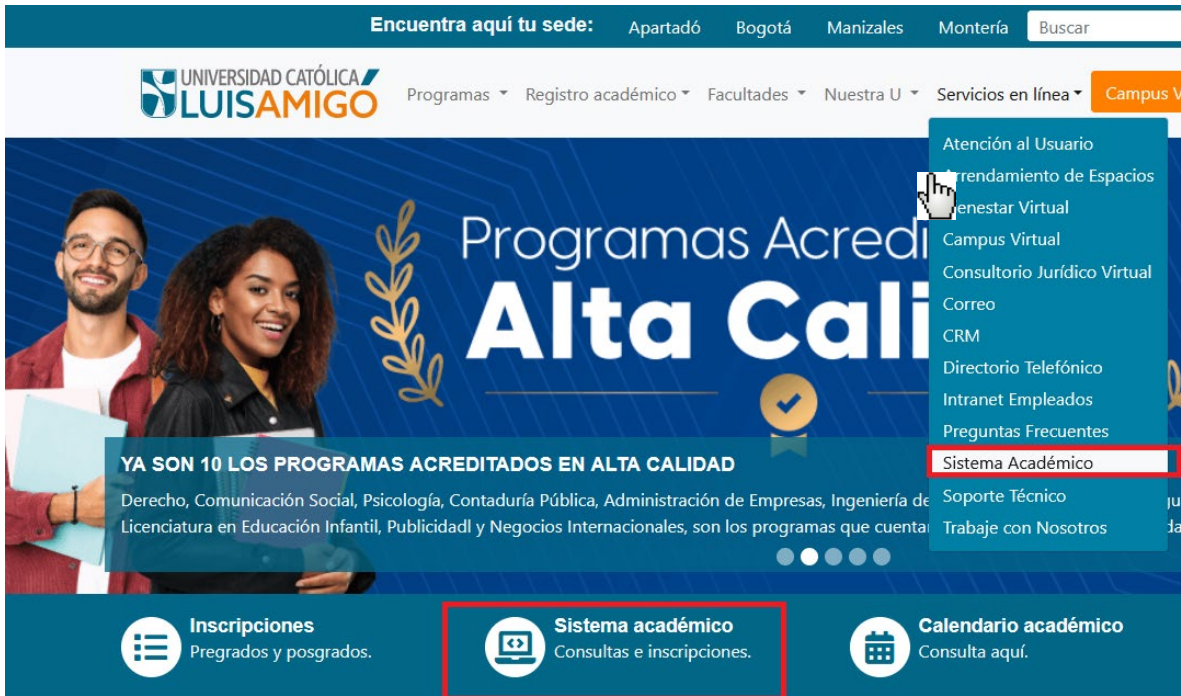 Encuentra aquí tu sede: Apartadó Bogotá Manizales Montería Buscar
UNIVERSIDAD CATÓLICA
LUISAMIGO
Programas Registro académico Facultades Nuestra U Servicios en línea Campus V
Atención al Usuario
Arrendamiento de Espacios
Bienestar Virtual
Campus Virtual
Consultorio Jurídico Virtual
Correo
CRM
Directorio Telefónico
Intranet Empleados
Preguntas Frecuentes
Sistema Académico
Soporte Técnico
Trabaje con Nosotros
Programas Acredi
Alta Cali
YA SON 10 LOS PROGRAMAS ACREDITADOS EN ALTA CALIDAD
Derecho, Comunicación Social, Psicología, Contaduría Pública, Administración de Empresas, Ingeniería de
Licenciatura en Educación Infantil, Publicidadl y Negocios Internacionales, son los programas que cuenta
Inscripciones
Pregrados y posgrados.
Sistema académico
Consultas e inscripciones.
Calendario académico
Consulta aquí.